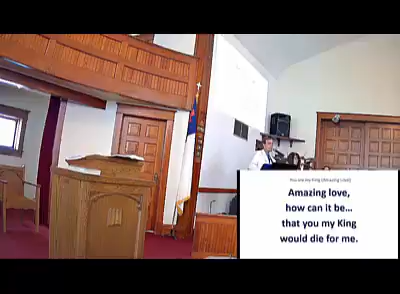 You are my King (Amazing Love)
Amazing love,
how can it be...
that you my King
would die for me.